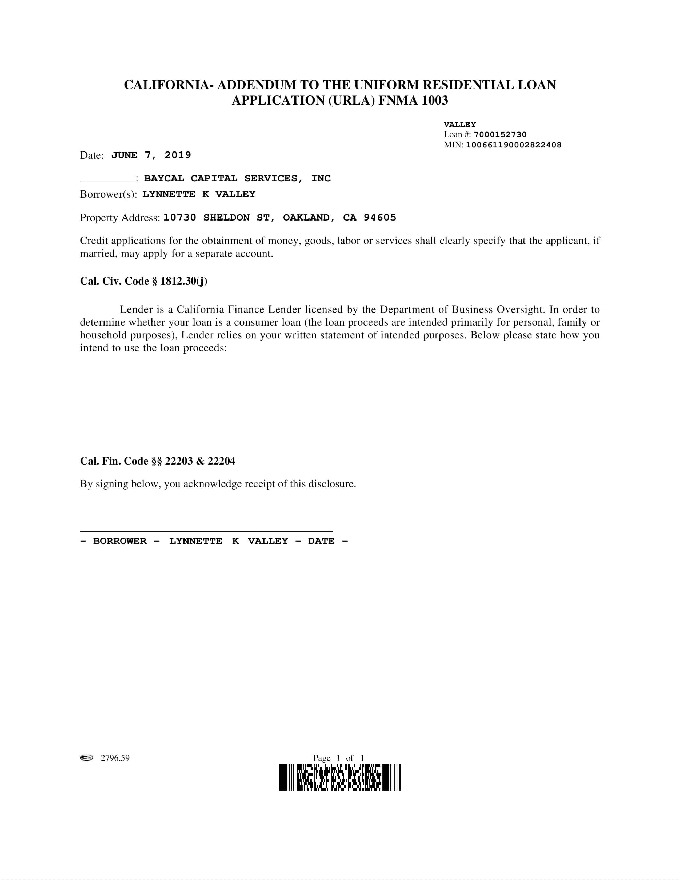 CALIFORNIA- ADDENDUM TO THE UNIFORM RESIDENTIAL LOAN
APPLICATION (URLA) FNMA 1003
VALLEY
Loan #: 7000152730
MIN: 100661190002822408
Date: JUNE 7, 2019
: BAYCAL CAPITAL SERVICES, INC
Borrower(s): LYNNETTE K VALLEY
Property Address: 10730 SHELDON ST, OAKLAND, CA 94605
Credit applications for the obtainment of money, goods, labor or services shall clearly specify that the applicant, if
married, may apply for a separate account.
Cal. Civ. Code § 1812.30(j)
Lender is a California Finance Lender licensed by the Department of Business Oversight. In order to
determine whether your loan is a consumer loan (the loan proceeds are intended primarily for personal, family or
household purposes), Lender relies on your written statement of intended purposes. Below please state how you
intend to use the loan proceeds:
Cal. Fin. Code §§ 22203 & 22204
By signing below, you acknowledge receipt of this disclosure.
- BORROWER - LYNNETTE K VALLEY - DATE -
2796.59
Page 1 of 1